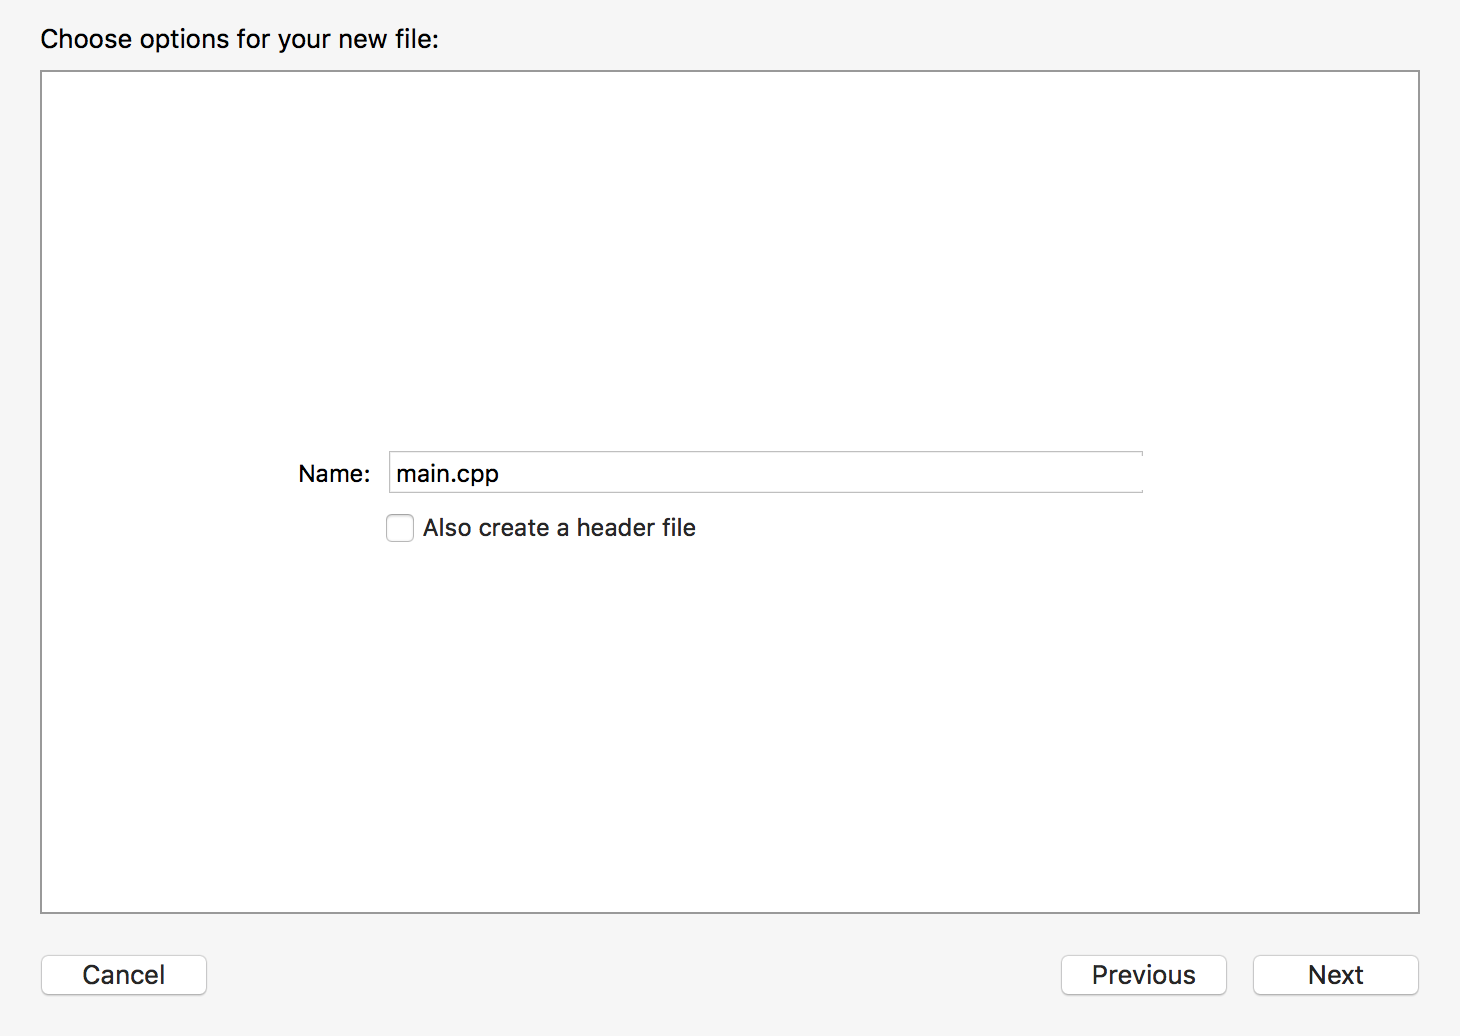 Choose options for your new file:
Name: main.cpp
Also create a header file
Cancel Previous Next